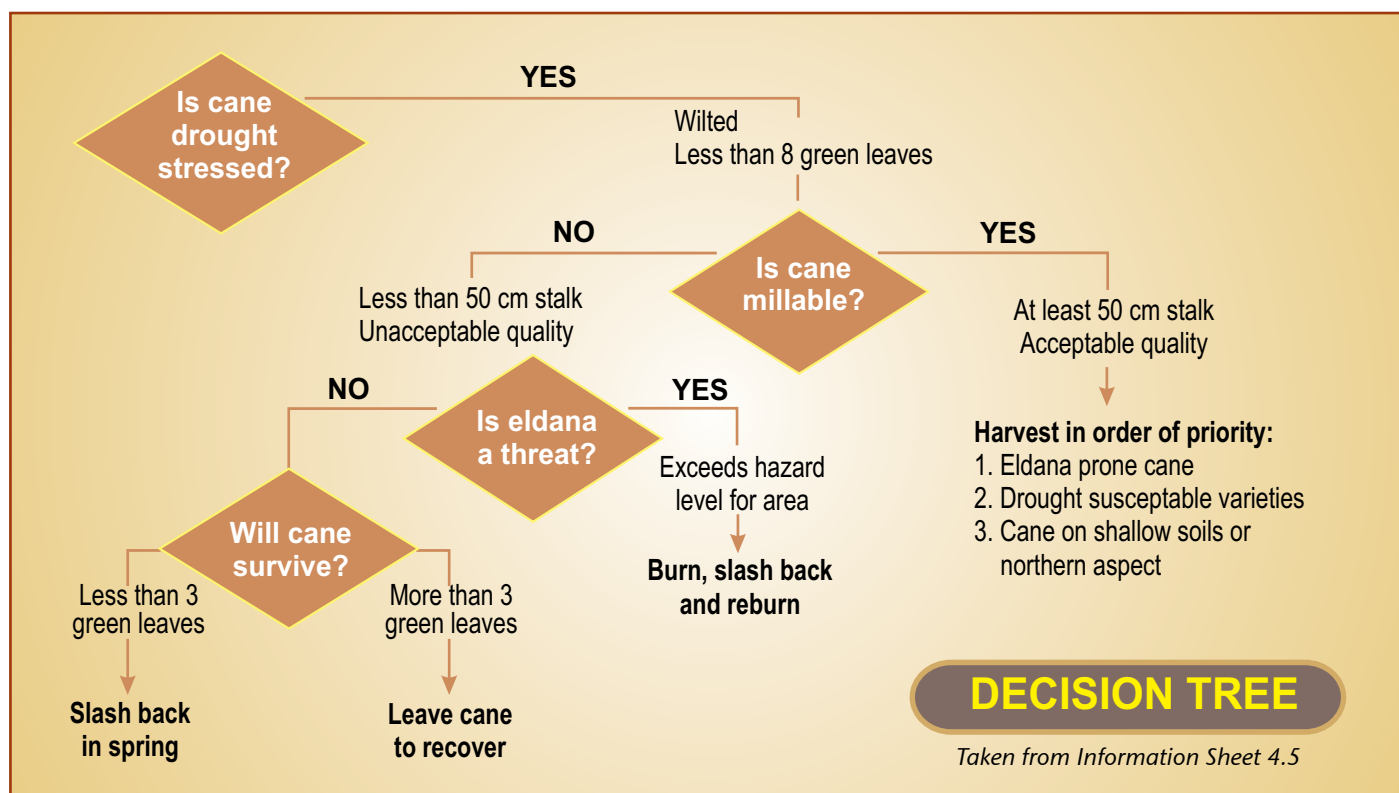 Is cane
drought
stressed?
YES
Wilted
Less than 8 green leaves
Is cane
millable?
NO
Less than 50 cm stalk
Unacceptable quality
YES
At least 50 cm stalk
Acceptable quality
Harvest in order of priority:
1. Eldana prone cane
2. Drought susceptable varieties
3. Cane on shallow soils or
northern aspect
Is eldana
a threat?
NO
YES
Exceeds hazard
level for area
Burn, slash back
and reburn
Will cane
survive?
Less than 3
green leaves
Slash back
in spring
More than 3
green leaves
Leave cane
to recover
DECISION TREE
Taken from Information Sheet 4.5